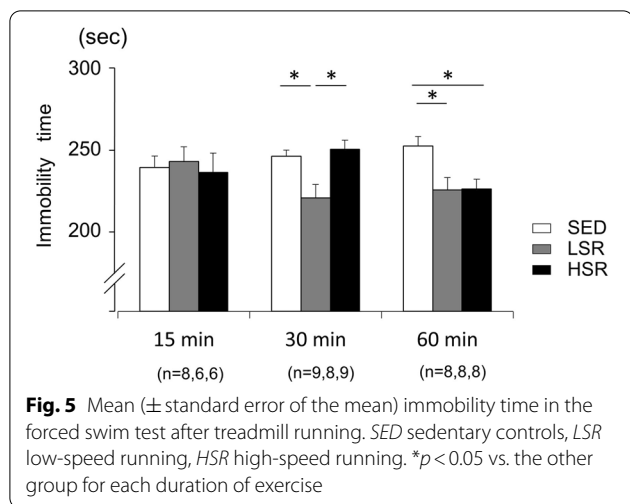 (sec)
300
250
200
Immobility time
* *
*
*
SED
LSR
HSR
15 min 30 min 60 min
(n=8,6,6) (n=9,8,9) (n=8,8,8)
Fig. 5 Mean (± standard error of the mean) immobility time in the
forced swim test after treadmill running. SED sedentary controls, LSR
low-speed running, HSR high-speed running. *p < 0.05 vs. the other
group for each duration of exercise